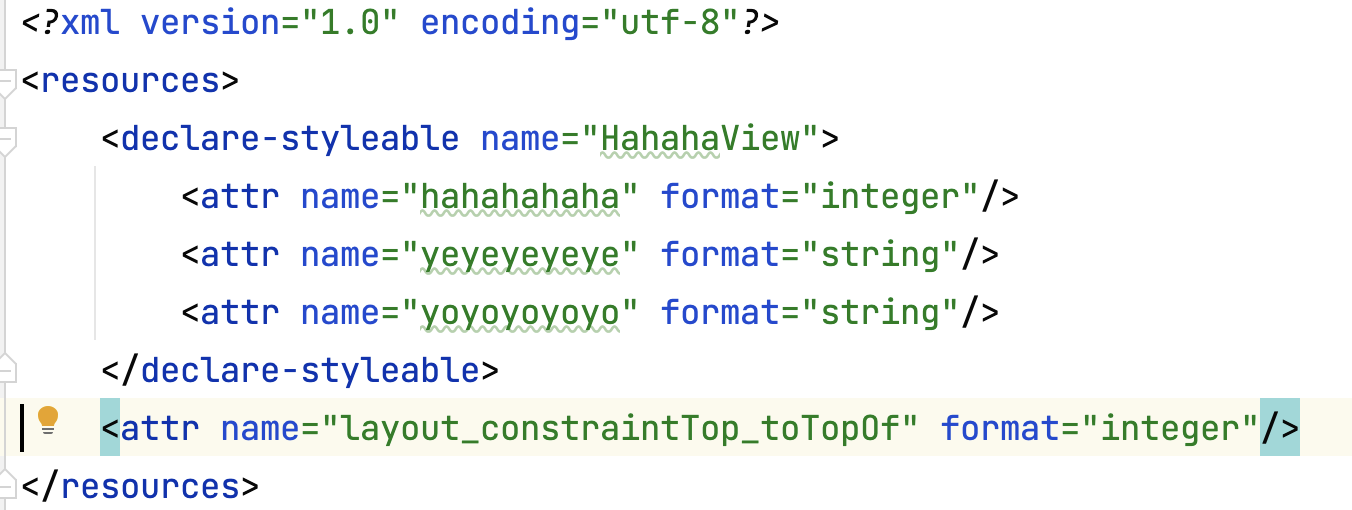 <?xml version="1.0" encoding="utf-8"?>
<resources>
    <declare-styleable name="HahahaView">
        <attr name="hahahahaha" format="integer"/>
        <attr name="yeyeyeyeye" format="string"/>
        <attr name="yoyoyoyoyo" format="string"/>
    </declare-styleable>
    <attr name="layout_constraintTop_toTopOf" format="integer"/>
</resources>